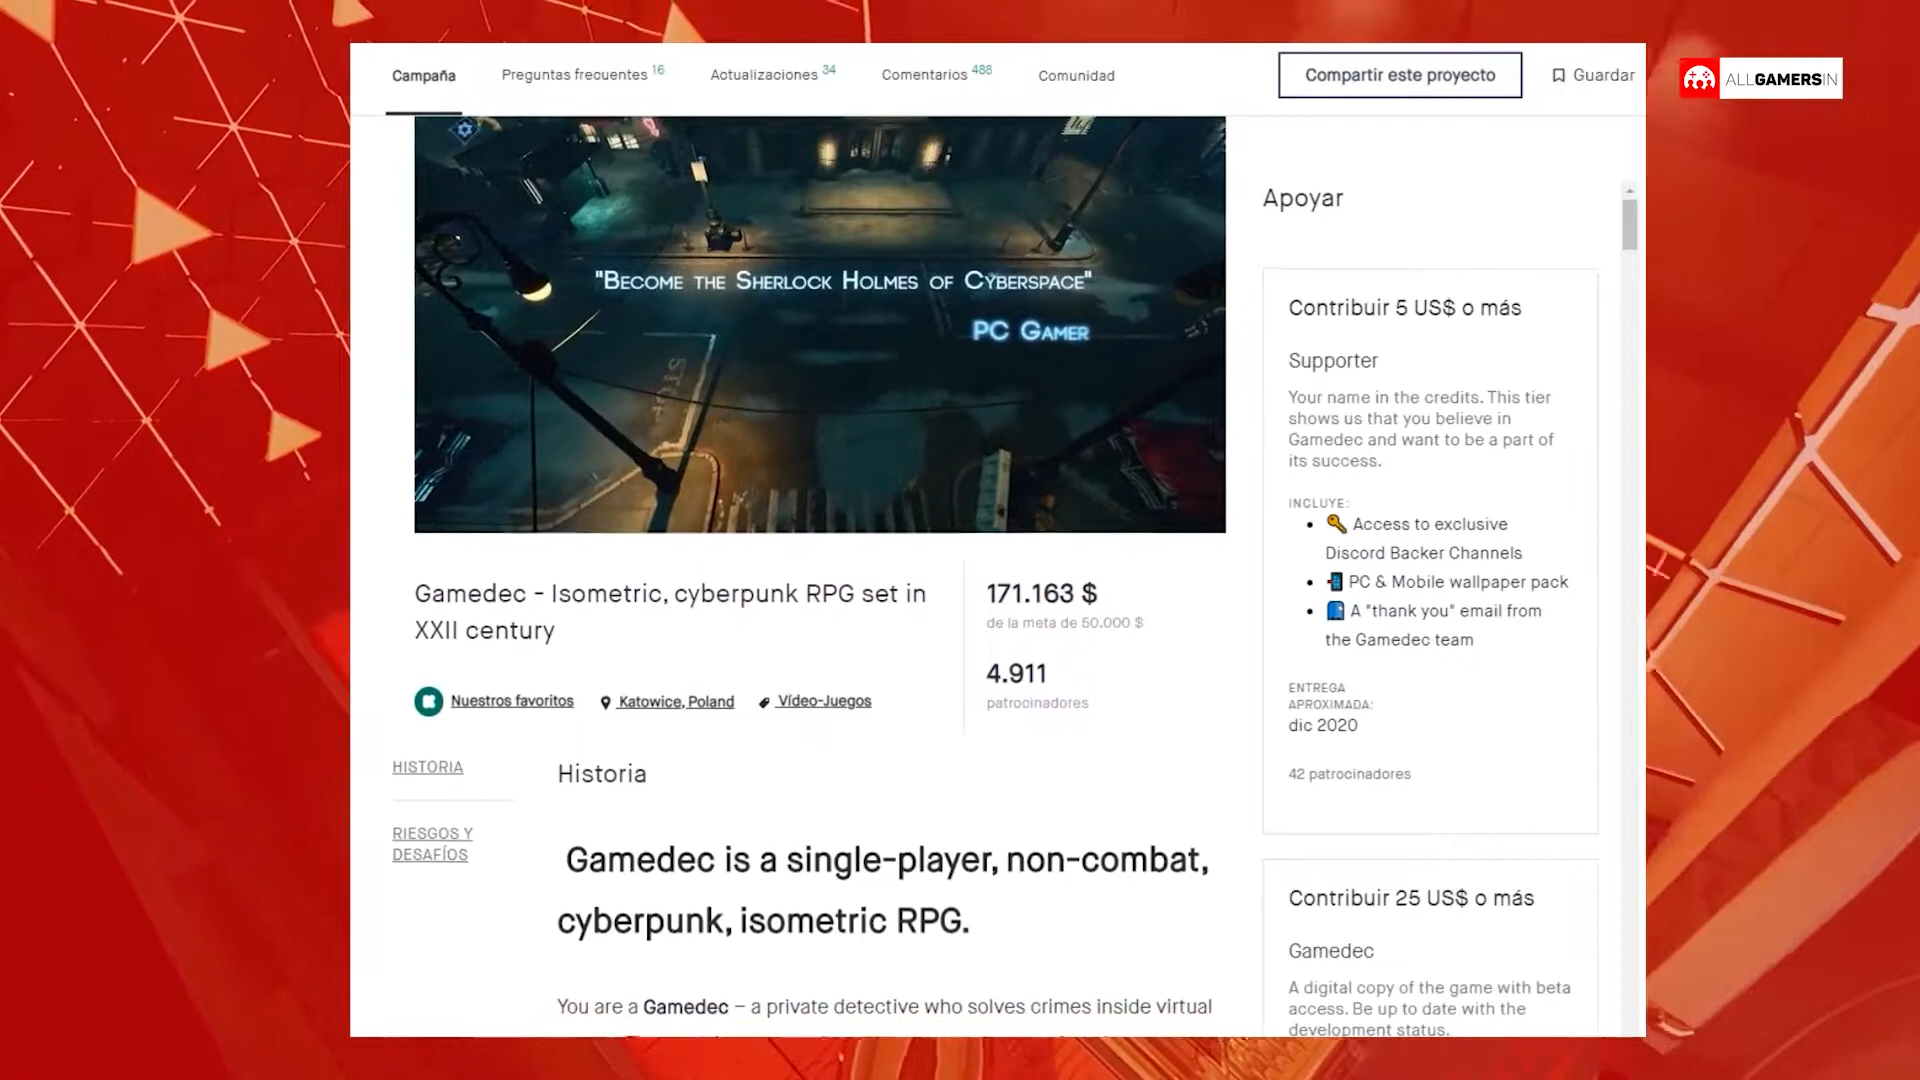 Campaña
Preguntas frecuentes 16
Actualizaciones 34
Comentarios 488
Comunidad
Compartir este proyecto
Guardar
ALLGAMERSIN
"Become the Sherlock Holmes of Cyberspace"
PC Gamer
Gamedec - Isometric, cyberpunk RPG set in
XXII century
Nuestros favoritos
Katowice, Poland
Vídeo-Juegos
171.163 $
de la meta de 50.000 $
4.911
patrocinadores
HISTORIA
RIESGOS Y
DESAFÍOS
Historia
Gamedec is a single-player, non-combat,
cyberpunk, isometric RPG.
You are a Gamedec – a private detective who solves crimes inside virtual
Apoyar
Contribuir 5 US$ o más
Supporter
Your name in the credits. This tier
shows us that you believe in
Gamedec and want to be a part of
its success.
INCLUYE:
• 🔑 Access to exclusive
Discord Backer Channels
• 📲 PC & Mobile wallpaper pack
• 📘 A "thank you" email from
the Gamedec team
ENTREGA
APROXIMADA:
dic 2020
42 patrocinadores
Contribuir 25 US$ o más
Gamedec
A digital copy of the game with beta
access. Be up to date with the
development status.